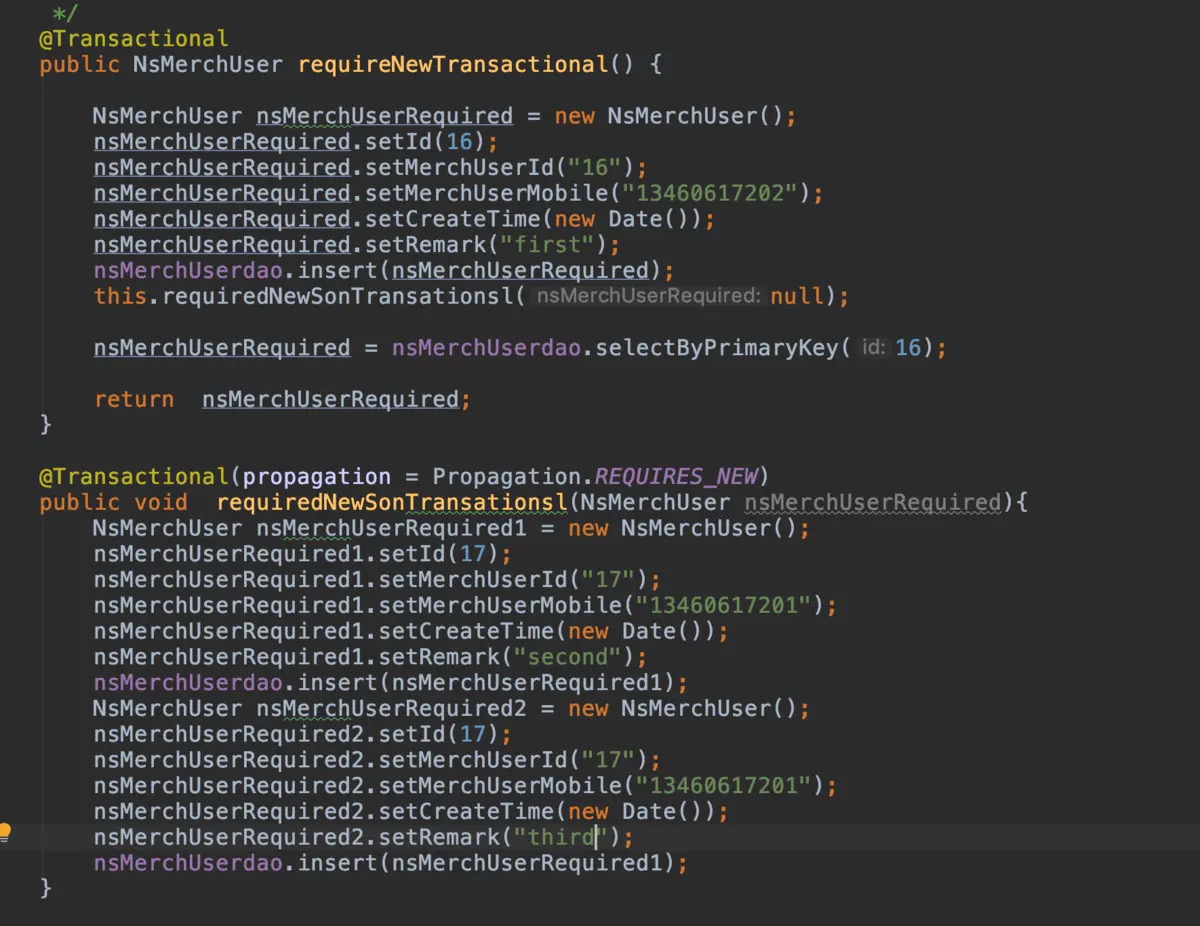 */
@Transactional
public NsMerchUser requireNewTransactional() {
NsMerchUser nsMerchUserRequired = new NsMerchUser();
nsMerchUserRequired.setId(16);
nsMerchUserRequired.setMerchUserId("16");
nsMerchUserRequired.setMerchUserMobile("13460617202");
nsMerchUserRequired.setCreateTime(new Date());
nsMerchUserRequired.setRemark("first");
nsMerchUserdao.insert(nsMerchUserRequired);
this.requiredNewSonTransationsl( nsMerchUserRequired: null);
nsMerchUserRequired = nsMerchUserdao.selectByPrimaryKey( id: 16);
return  nsMerchUserRequired;
}
@Transactional(propagation = Propagation.REQUIRES_NEW)
public void  requiredNewSonTransationsl(NsMerchUser nsMerchUserRequired){
NsMerchUser nsMerchUserRequired1 = new NsMerchUser();
nsMerchUserRequired1.setId(17);
nsMerchUserRequired1.setMerchUserId("17");
nsMerchUserRequired1.setMerchUserMobile("13460617201");
nsMerchUserRequired1.setCreateTime(new Date());
nsMerchUserRequired1.setRemark("second");
nsMerchUserdao.insert(nsMerchUserRequired1);
NsMerchUser nsMerchUserRequired2 = new NsMerchUser();
nsMerchUserRequired2.setId(17);
nsMerchUserRequired2.setMerchUserId("17");
nsMerchUserRequired2.setMerchUserMobile("13460617201");
nsMerchUserRequired2.setCreateTime(new Date());
nsMerchUserRequired2.setRemark("third");
nsMerchUserdao.insert(nsMerchUserRequired1);
}